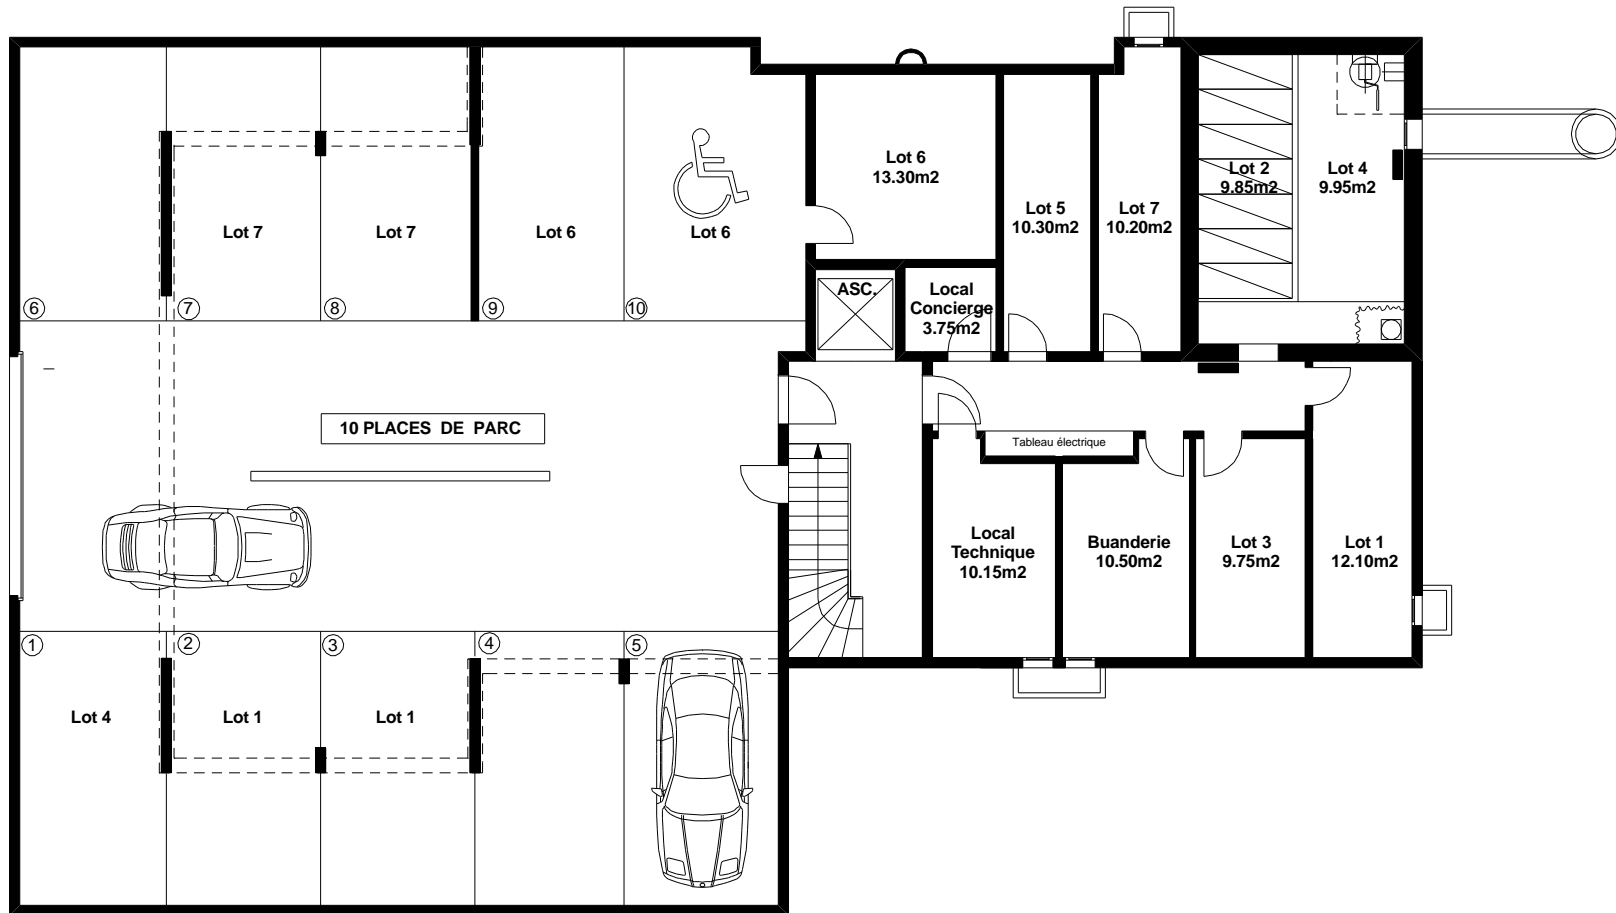 Lot 6
13.30m2
Lot 5
10.30m2
Lot 7
10.20m2
Lot 2
9.85m2
Lot 4
9.95m2
Lot 7
Lot 7
Lot 6
Lot 6
6
7
8
9
10
ASC.
Local
Concierge
3.75m2
10 PLACES DE PARC
Tableau électrique
Local
Technique
10.15m2
Buanderie
10.50m2
Lot 3
9.75m2
Lot 1
12.10m2
1
2
3
4
5
Lot 4
Lot 1
Lot 1